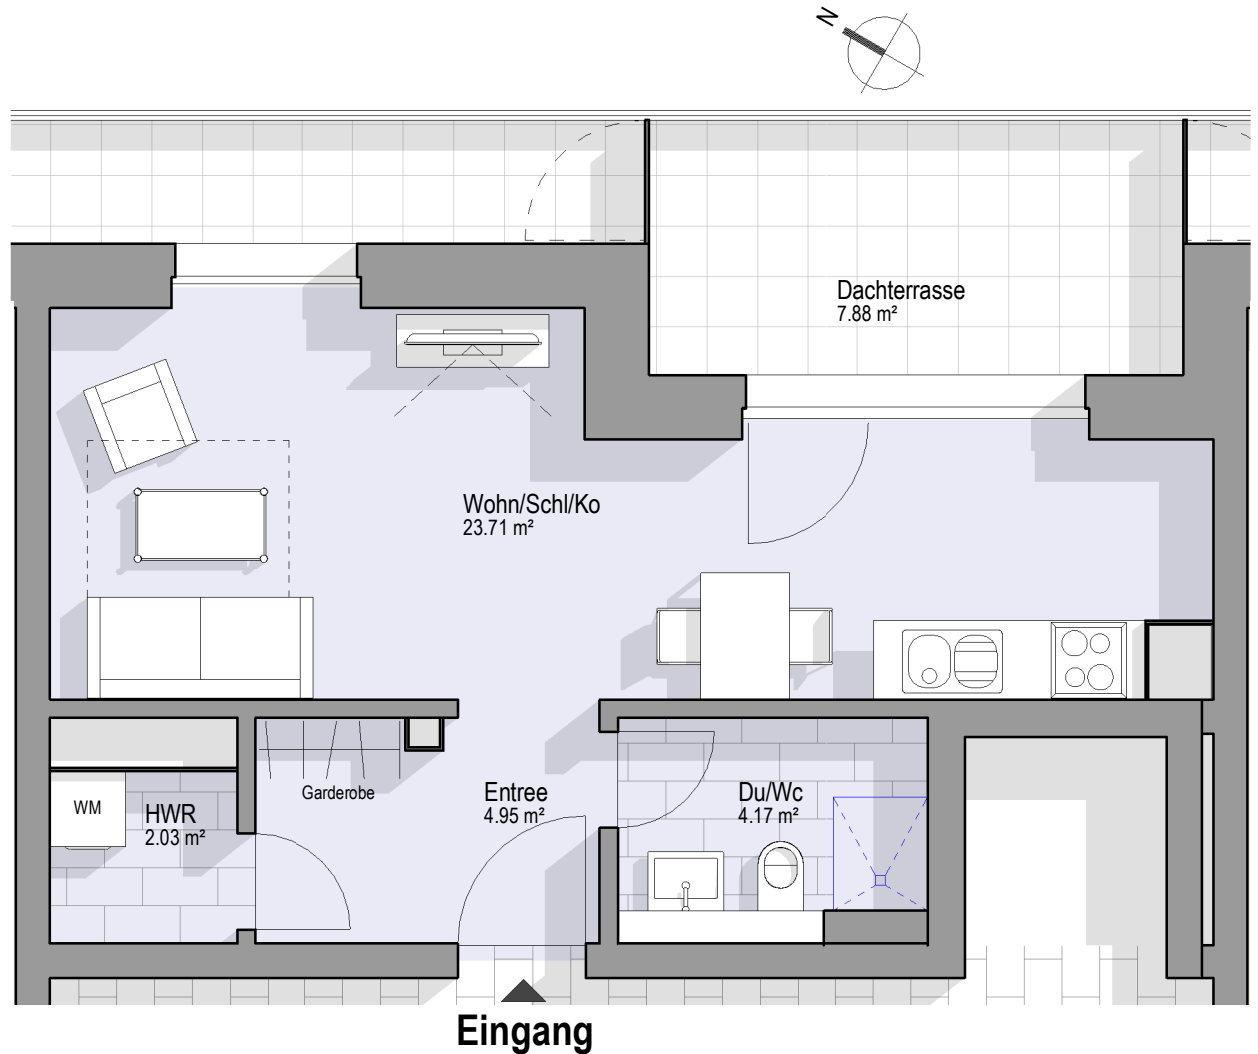 N
Dachterrasse
7.88 m²
Wohn/Schl/Ko
23.71 m²
WM
HWR
2.03 m²
Garderobe
Entree
4.95 m²
Du/Wc
4.17 m²
Eingang